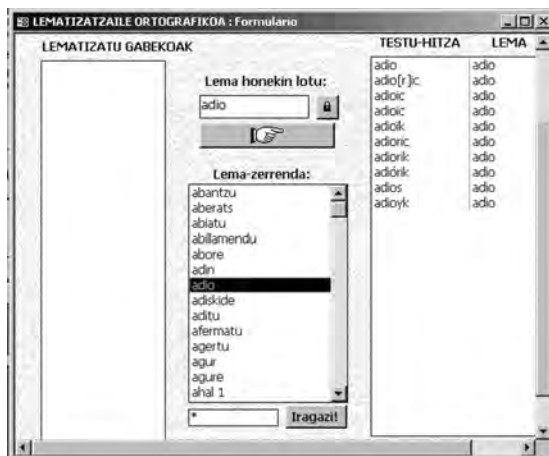 LEMATIZATZAILE ORTOGRAFIKOA : Formulario
LEMATIZATU GABEKOAK
Lema honekin lotu:
adio
Lema-zerrenda:
abantzu
aberats
abiatu
abillamendu
abore
adin
adio
adiskide
aditu
afermatu
agertu
agur
agure
ahal 1
*
Iragazi!
TESTU-HITZA LEMA
adio adio
adio[r]ic adio
adioic adio
adioic adio
adioik adio
adioric adio
adiorik adio
adiórik adio
adios adio
adioyk adio